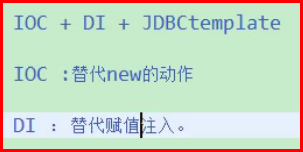 IOC + DI + JDBCtemplate
IOC :替代new的动作
DI : 替代赋值注入。